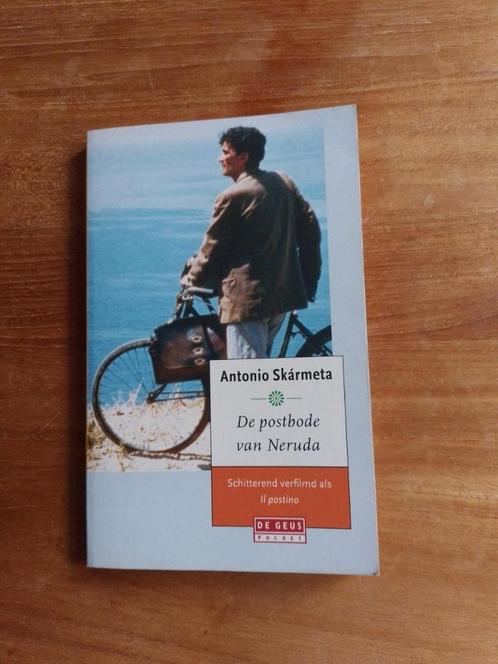 Antonio Skármeta
De postbode
van Neruda
Schitterend verfilmd als
Il postino
DE GEUS
POCKET